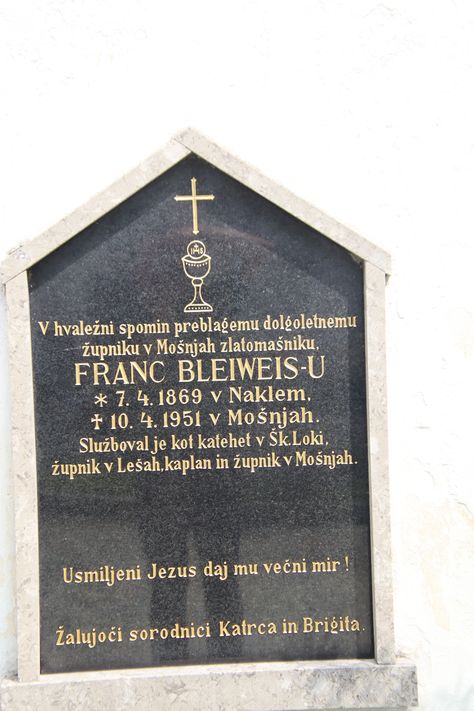 IHS
V hvaležni spomin preblagemu dolgoletnemu
župniku v Mošnjah zlatomašniku,
FRANC BLEIWEIS-U
* 7. 4. 1869 v Naklem,
✝ 10. 4. 1951 v Mošnjah.
Služboval je kot katehet v Šk. Loki,
župnik v Lešah, kaplan in župnik v Mošnjah.
Usmiljeni Jezus daj mu večni mir!
Žalujoči sorodnici Katrca in Brigita.